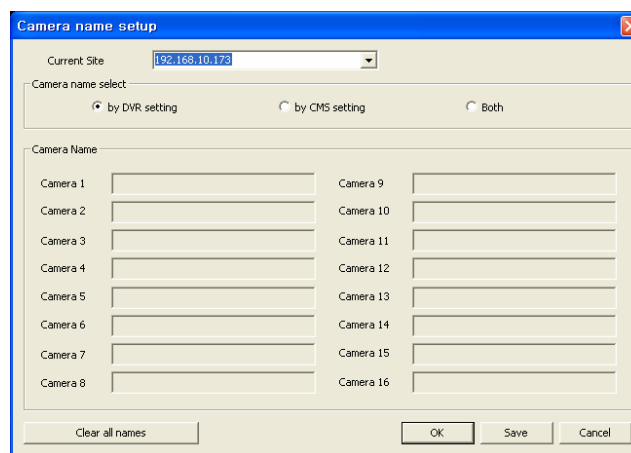 Camera name setup
Current Site 192.168.10.173
Camera name select
by DVR setting by CMS setting Both
Camera Name
Camera 1 Camera 9
Camera 2 Camera 10
Camera 3 Camera 11
Camera 4 Camera 12
Camera 5 Camera 13
Camera 6 Camera 14
Camera 7 Camera 15
Camera 8 Camera 16
Clear all names OK Save Cancel